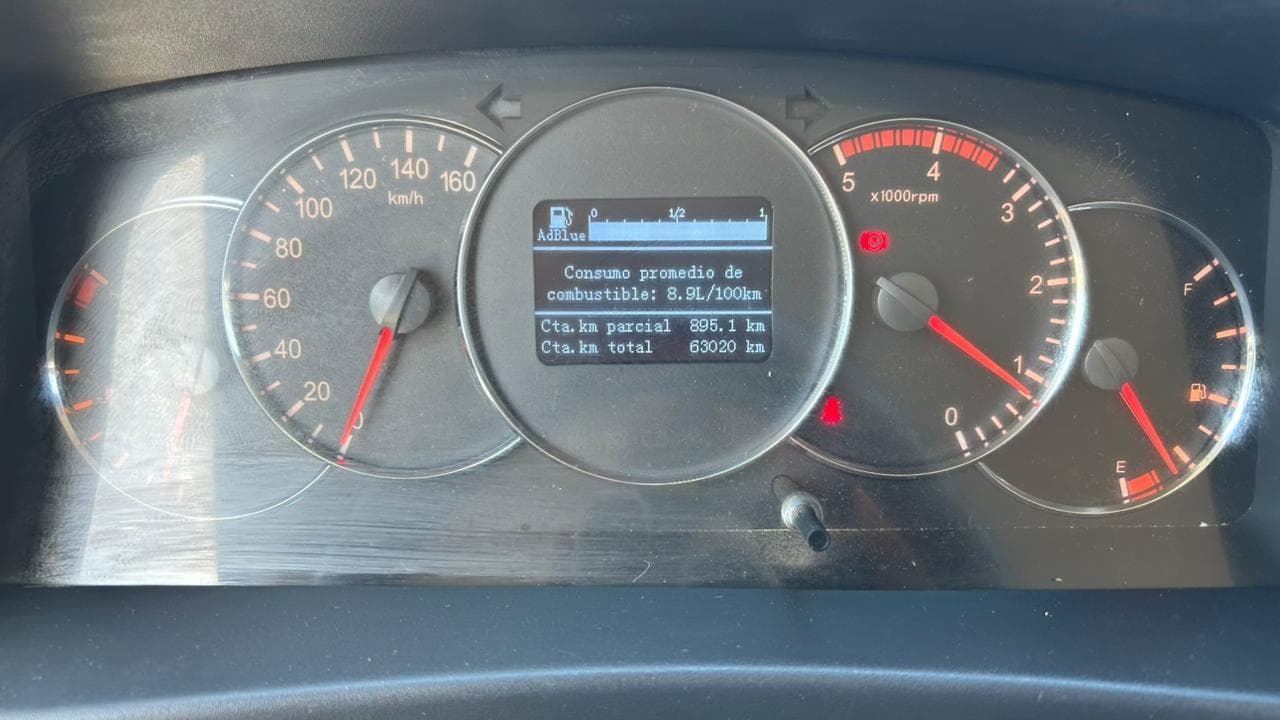 0 1/2 1
AdBlue
Consumo promedio de
combustible: 8.9L/100km
Cta.km parcial 895.1 km
Cta.km total 63020 km
0
20
40
60
80
100
120
140
160
km/h
5
4
3
2
1
0
x1000rpm
F
E